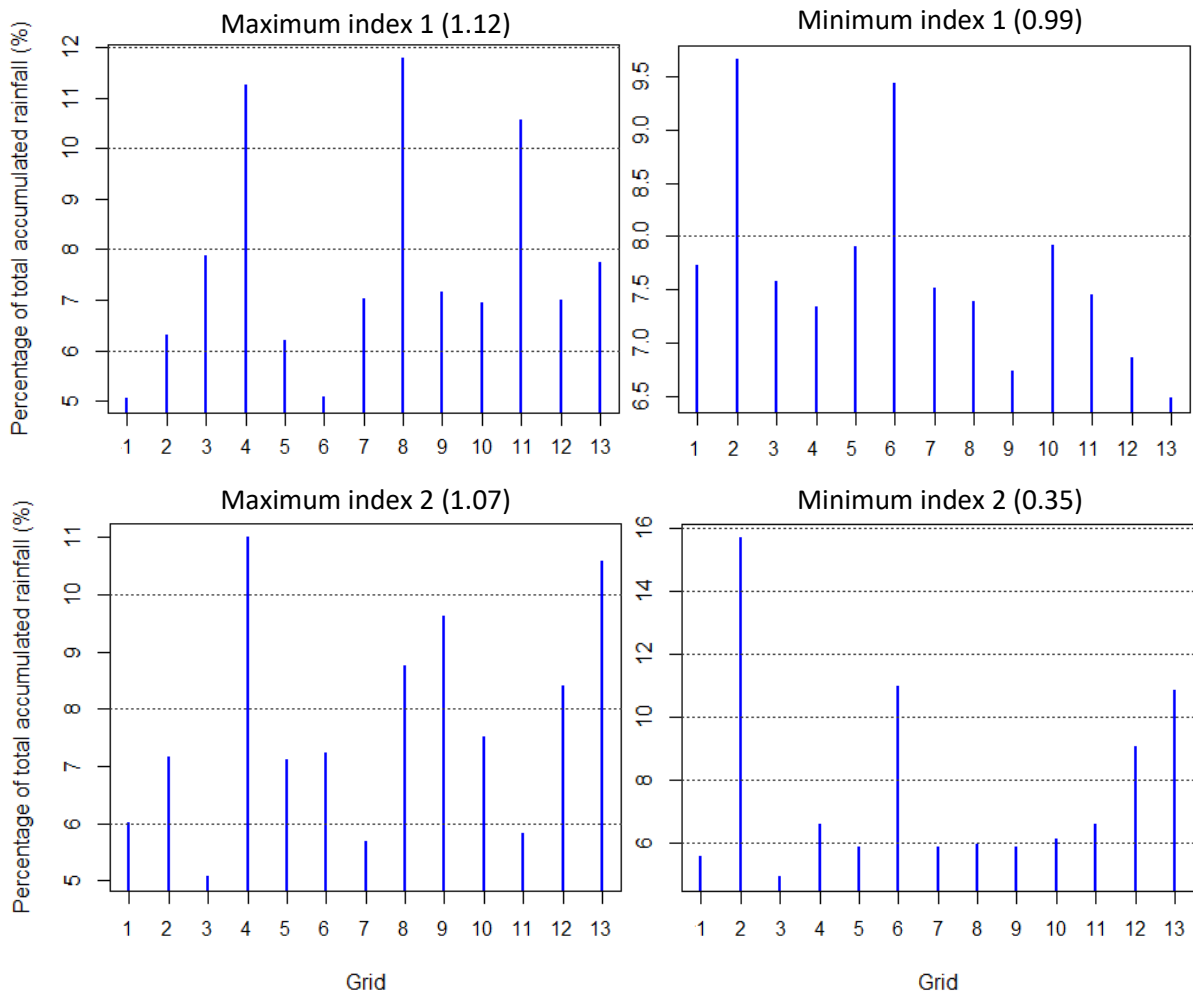 Maximum index 1 (1.12)
Percentage of total accumulated rainfall (%)
12
11
10
9
8
7
6
5
1 2 3 4 5 6 7 8 9 10 11 12 13
Minimum index 1 (0.99)
9.5
9.0
8.5
8.0
7.5
7.0
6.5
1 2 3 4 5 6 7 8 9 10 11 12 13
Maximum index 2 (1.07)
Percentage of total accumulated rainfall (%)
11
10
9
8
7
6
5
1 2 3 4 5 6 7 8 9 10 11 12 13
Grid
Minimum index 2 (0.35)
16
14
12
10
8
6
1 2 3 4 5 6 7 8 9 10 11 12 13
Grid